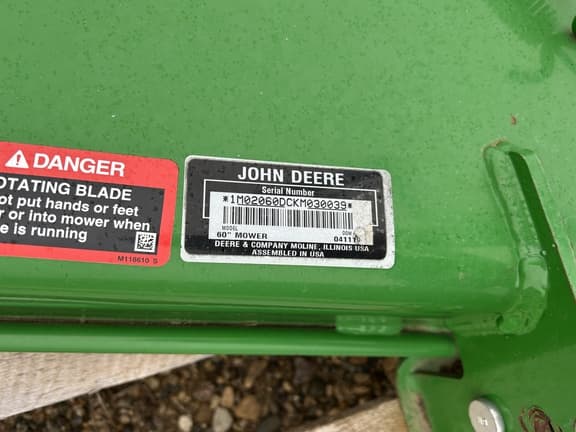 DANGER
OTATING BLADE
ot put hands or feet
r or into mower when
e is running
M118610 S
JOHN DEERE
Serial Number
*1M02060DCKM030039*
MODEL
60" MOWER
DOM
041119
DEERE & COMPANY MOLINE, ILLINOIS USA
ASSEMBLED IN USA